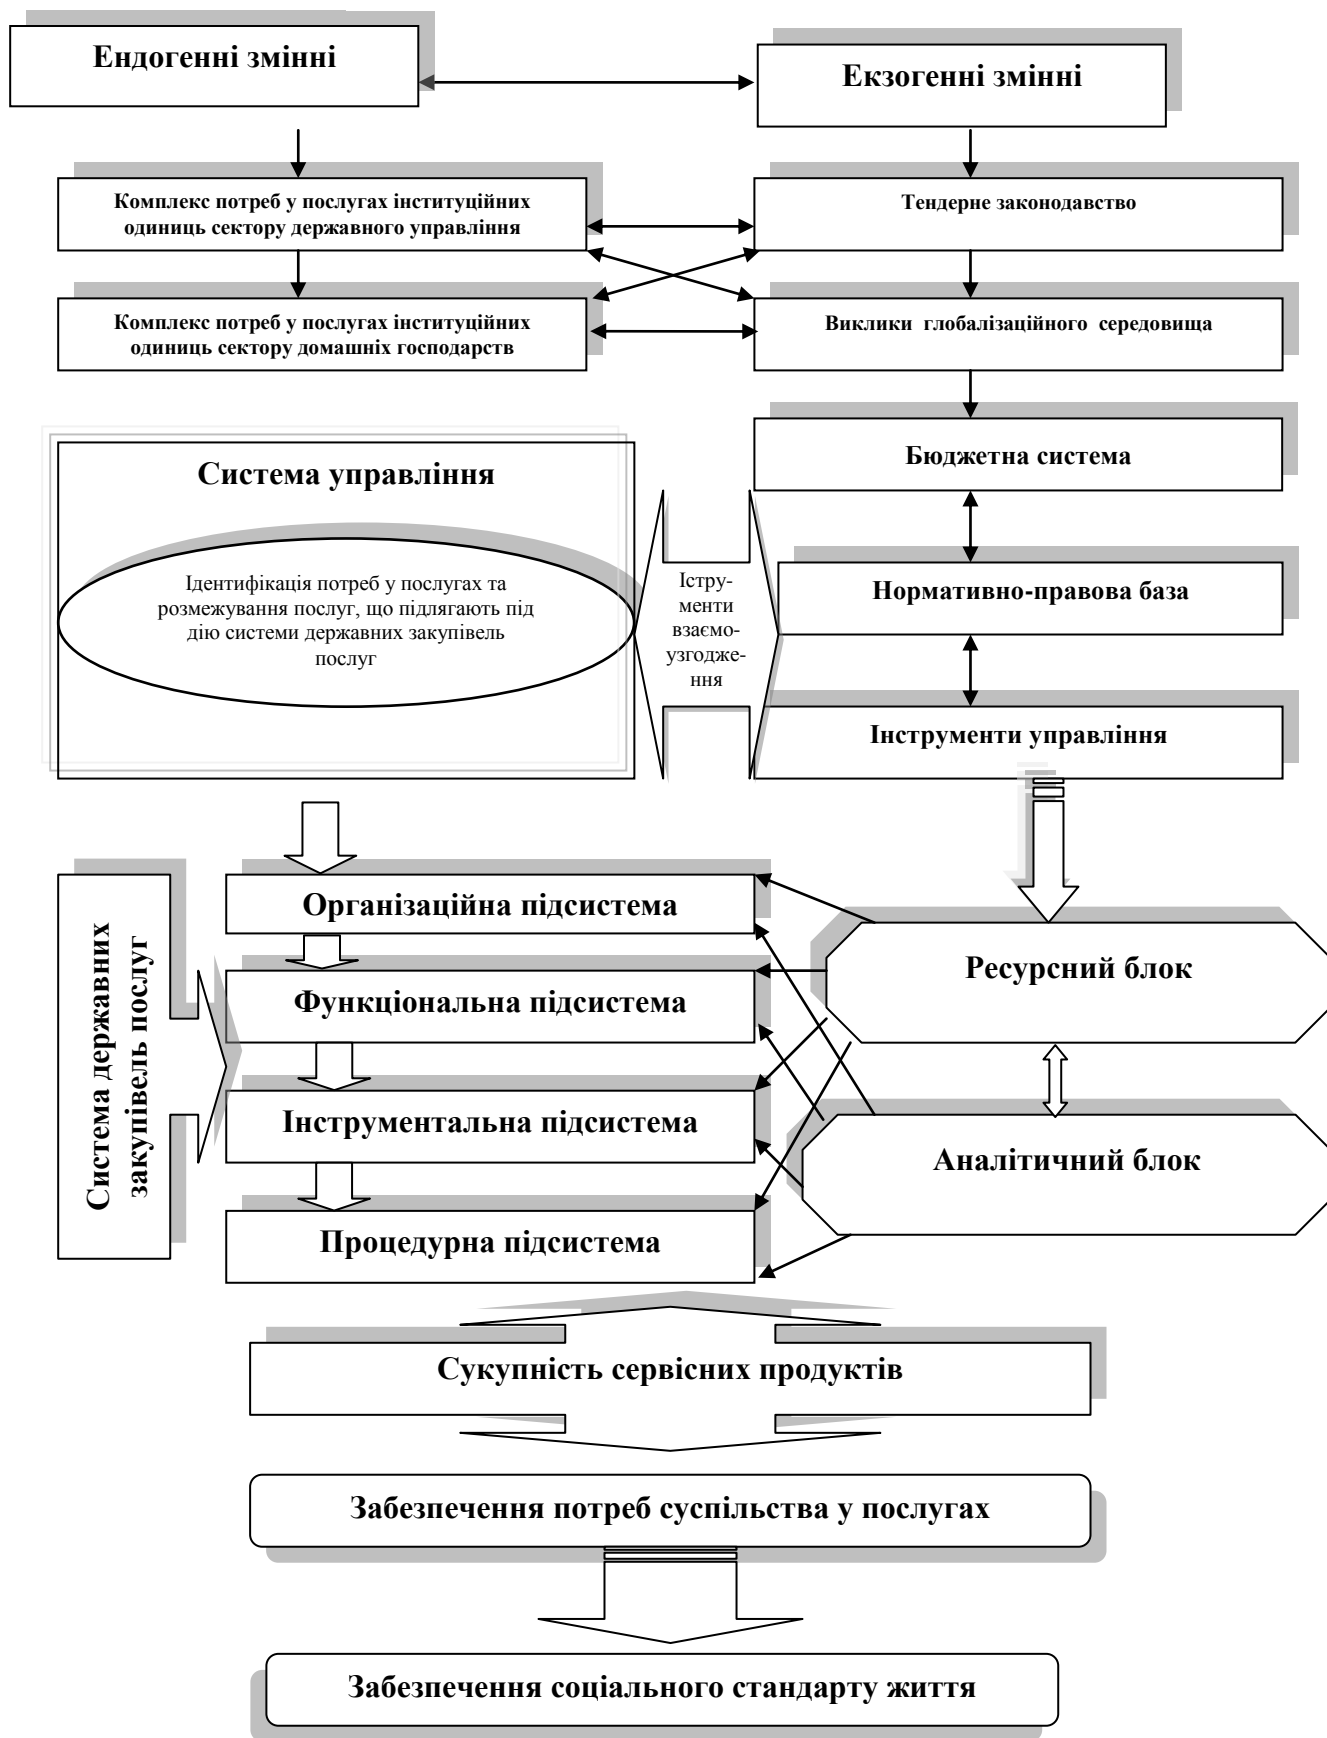 Ендогенні змінні
Екзогенні змінні
Комплекс потреб у послугах інституційних
одиниць сектору державного управління
Тендерне законодавство
Комплекс потреб у послугах інституційних
одиниць сектору домашніх господарств
Виклики глобалізаційного середовища
Бюджетна система
Система управління
Ідентифікація потреб у послугах та
розмежування послуг, що підлягають під
дію системи державних закупівель
послуг
Істру-
менти
взаємо-
узгодже-
ння
Нормативно-правова база
Інструменти управління
Система державних
закупівель послуг
Організаційна підсистема
Функціональна підсистема
Інструментальна підсистема
Процедурна підсистема
Ресурсний блок
Аналітичний блок
Сукупність сервісних продуктів
Забезпечення потреб суспільства у послугах
Забезпечення соціального стандарту життя